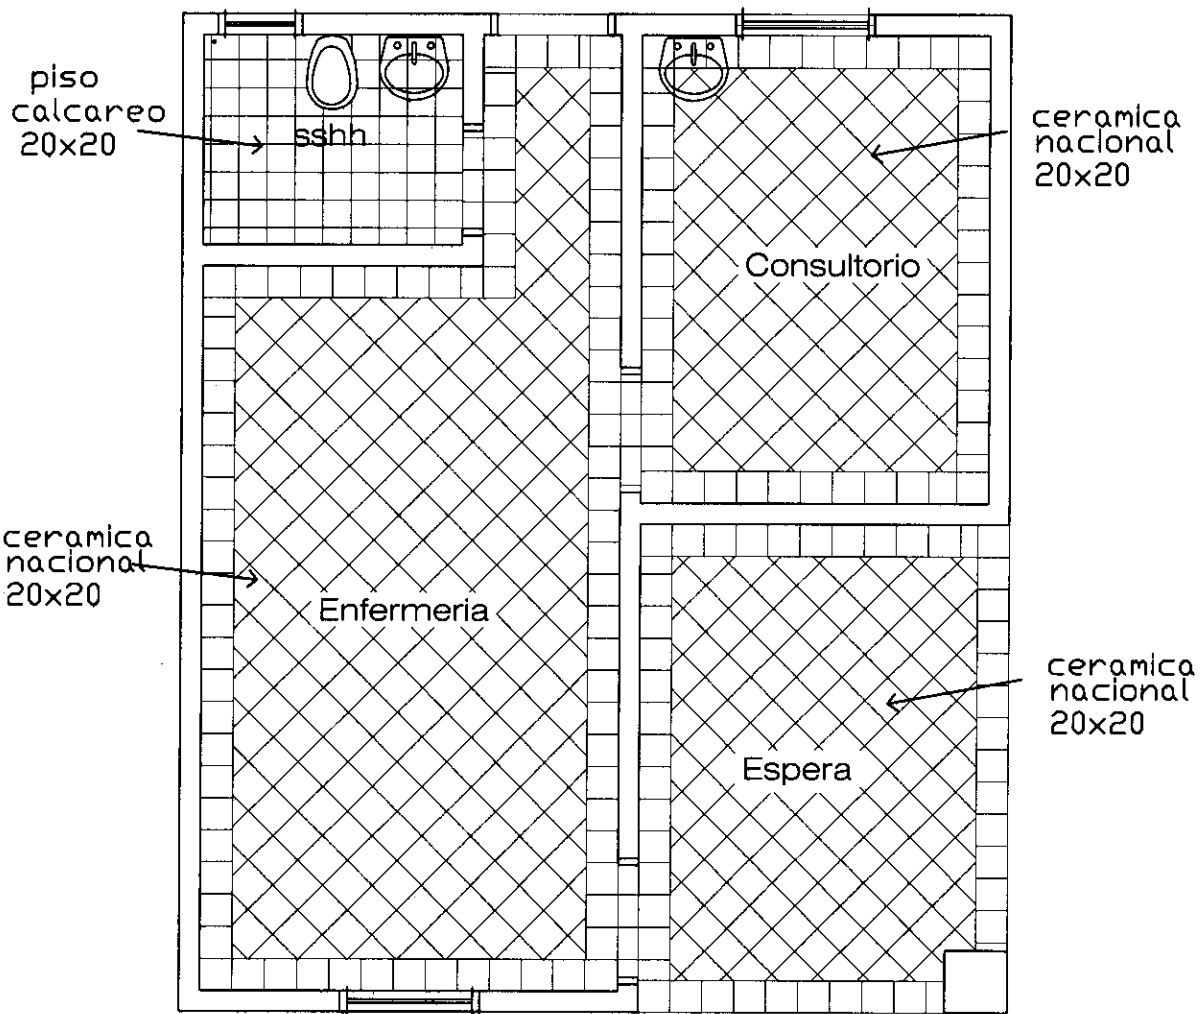 piso
calcareo
20x20
sshh
ceramica
nacional
20x20
Consultorio
ceramica
nacional
20x20
Enfermeria
ceramica
nacional
20x20
Espera